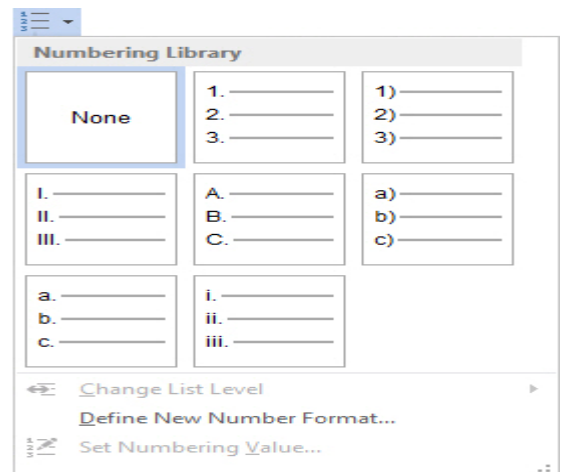 Numbering Library
None
1.
2.
3.
1)
2)
3)
I.
II.
III.
A.
B.
C.
a)
b)
c)
a.
b.
c.
i.
ii.
iii.
Change List Level
Define New Number Format...
Set Numbering Value...